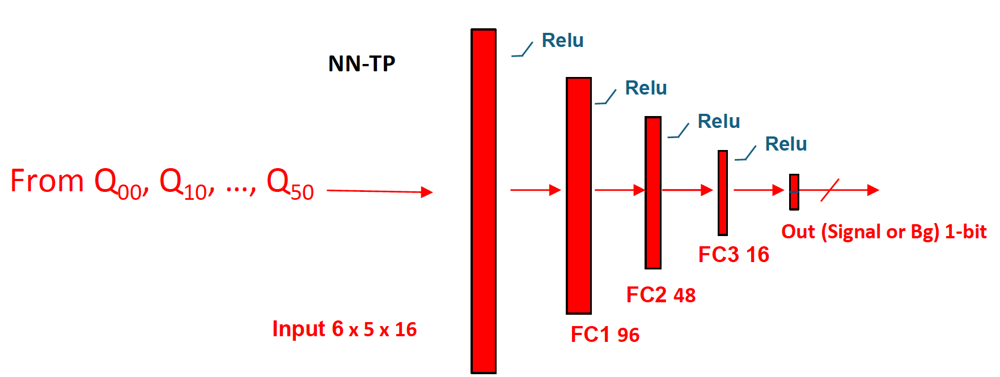 Relu
NN-TP
Relu
Relu
Relu
From Q00, Q10, ..., Q50
Out (Signal or Bg) 1-bit
FC3 16
FC2 48
Input 6 x 5 x 16
FC1 96